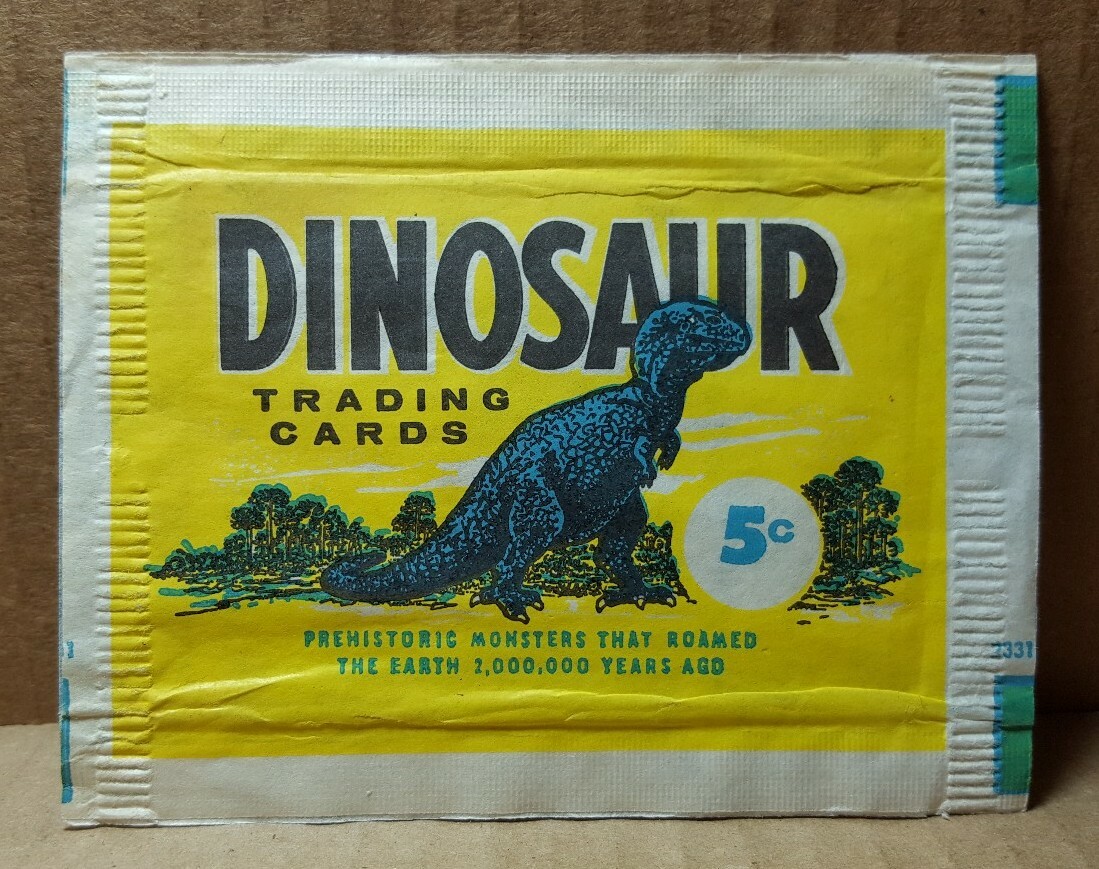 DINOSAUR
TRADING
CARDS
5¢
PREHISTORIC MONSTERS THAT ROAMED
THE EARTH 2,000,000 YEARS AGO